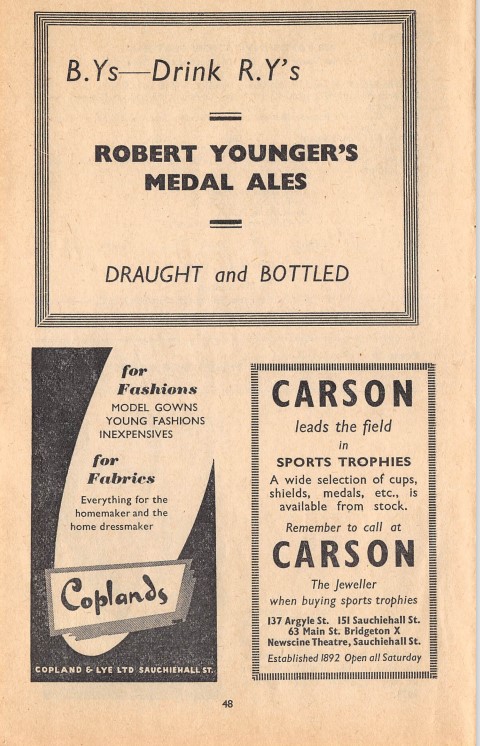 B.Ys—Drink R.Y's
ROBERT YOUNGER'S
MEDAL ALES
DRAUGHT and BOTTLED
for
Fashions
MODEL GOWNS
YOUNG FASHIONS
INEXPENSIVES
for
Fabrics
Everything for the
homemaker and the
home dressmaker
Coplands
COPLAND & LYE LTD SAUCHIEHALL ST.
CARSON
leads the field
in
SPORTS TROPHIES
A wide selection of cups,
shields, medals, etc., is
available from stock.
Remember to call at
CARSON
The Jeweller
when buying sports trophies
137 Argyle St. 151 Sauchiehall St.
63 Main St. Bridgeton X
Newscine Theatre, Sauchiehall St.
Established 1892 Open all Saturday
48